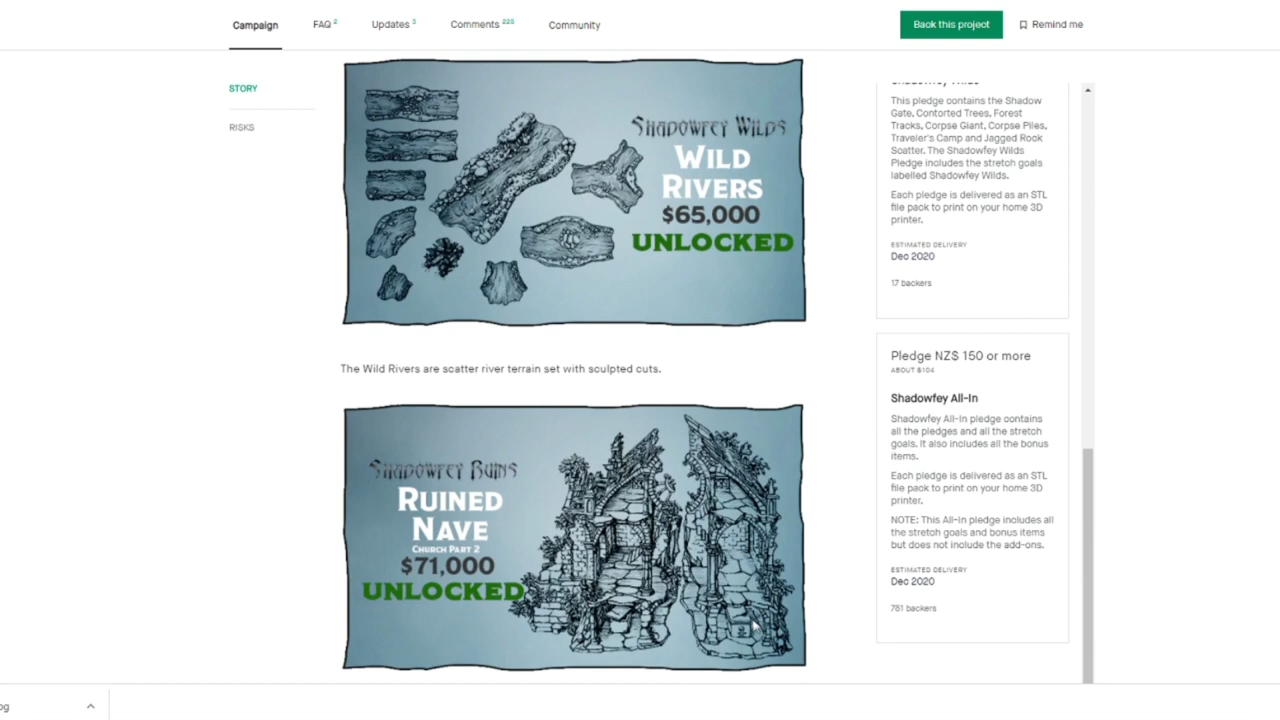 Campaign
FAQ 2
Updates 3
Comments 225
Community
Back this project
Remind me
STORY
RISKS
Shadowfey Wilds
Wild
Rivers
$65,000
UNLOCKED
The Wild Rivers are scatter river terrain set with sculpted cuts.
Shadowfey Ruins
Ruined
Nave
Church Part 2
$71,000
UNLOCKED
Shadowfey Wilds
This pledge contains the Shadow
Gate, Contorted Trees, Forest
Tracks, Corpse Giant, Corpse Piles,
Traveler's Camp and Jagged Rock
Scatter. The Shadowfey Wilds
Pledge includes the stretch goals
labelled Shadowfey Wilds.
Each pledge is delivered as an STL
file pack to print on your home 3D
printer.
ESTIMATED DELIVERY
Dec 2020
17 backers
Pledge NZ$ 150 or more
ABOUT $104
Shadowfey All-In
Shadowfey All-In pledge contains
all the pledges and all the stretch
goals. It also includes all the bonus
items.
Each pledge is delivered as an STL
file pack to print on your home 3D
printer.
NOTE: This All-In pledge includes all
the stretch goals and bonus items
but does not include the add-ons.
ESTIMATED DELIVERY
Dec 2020
781 backers